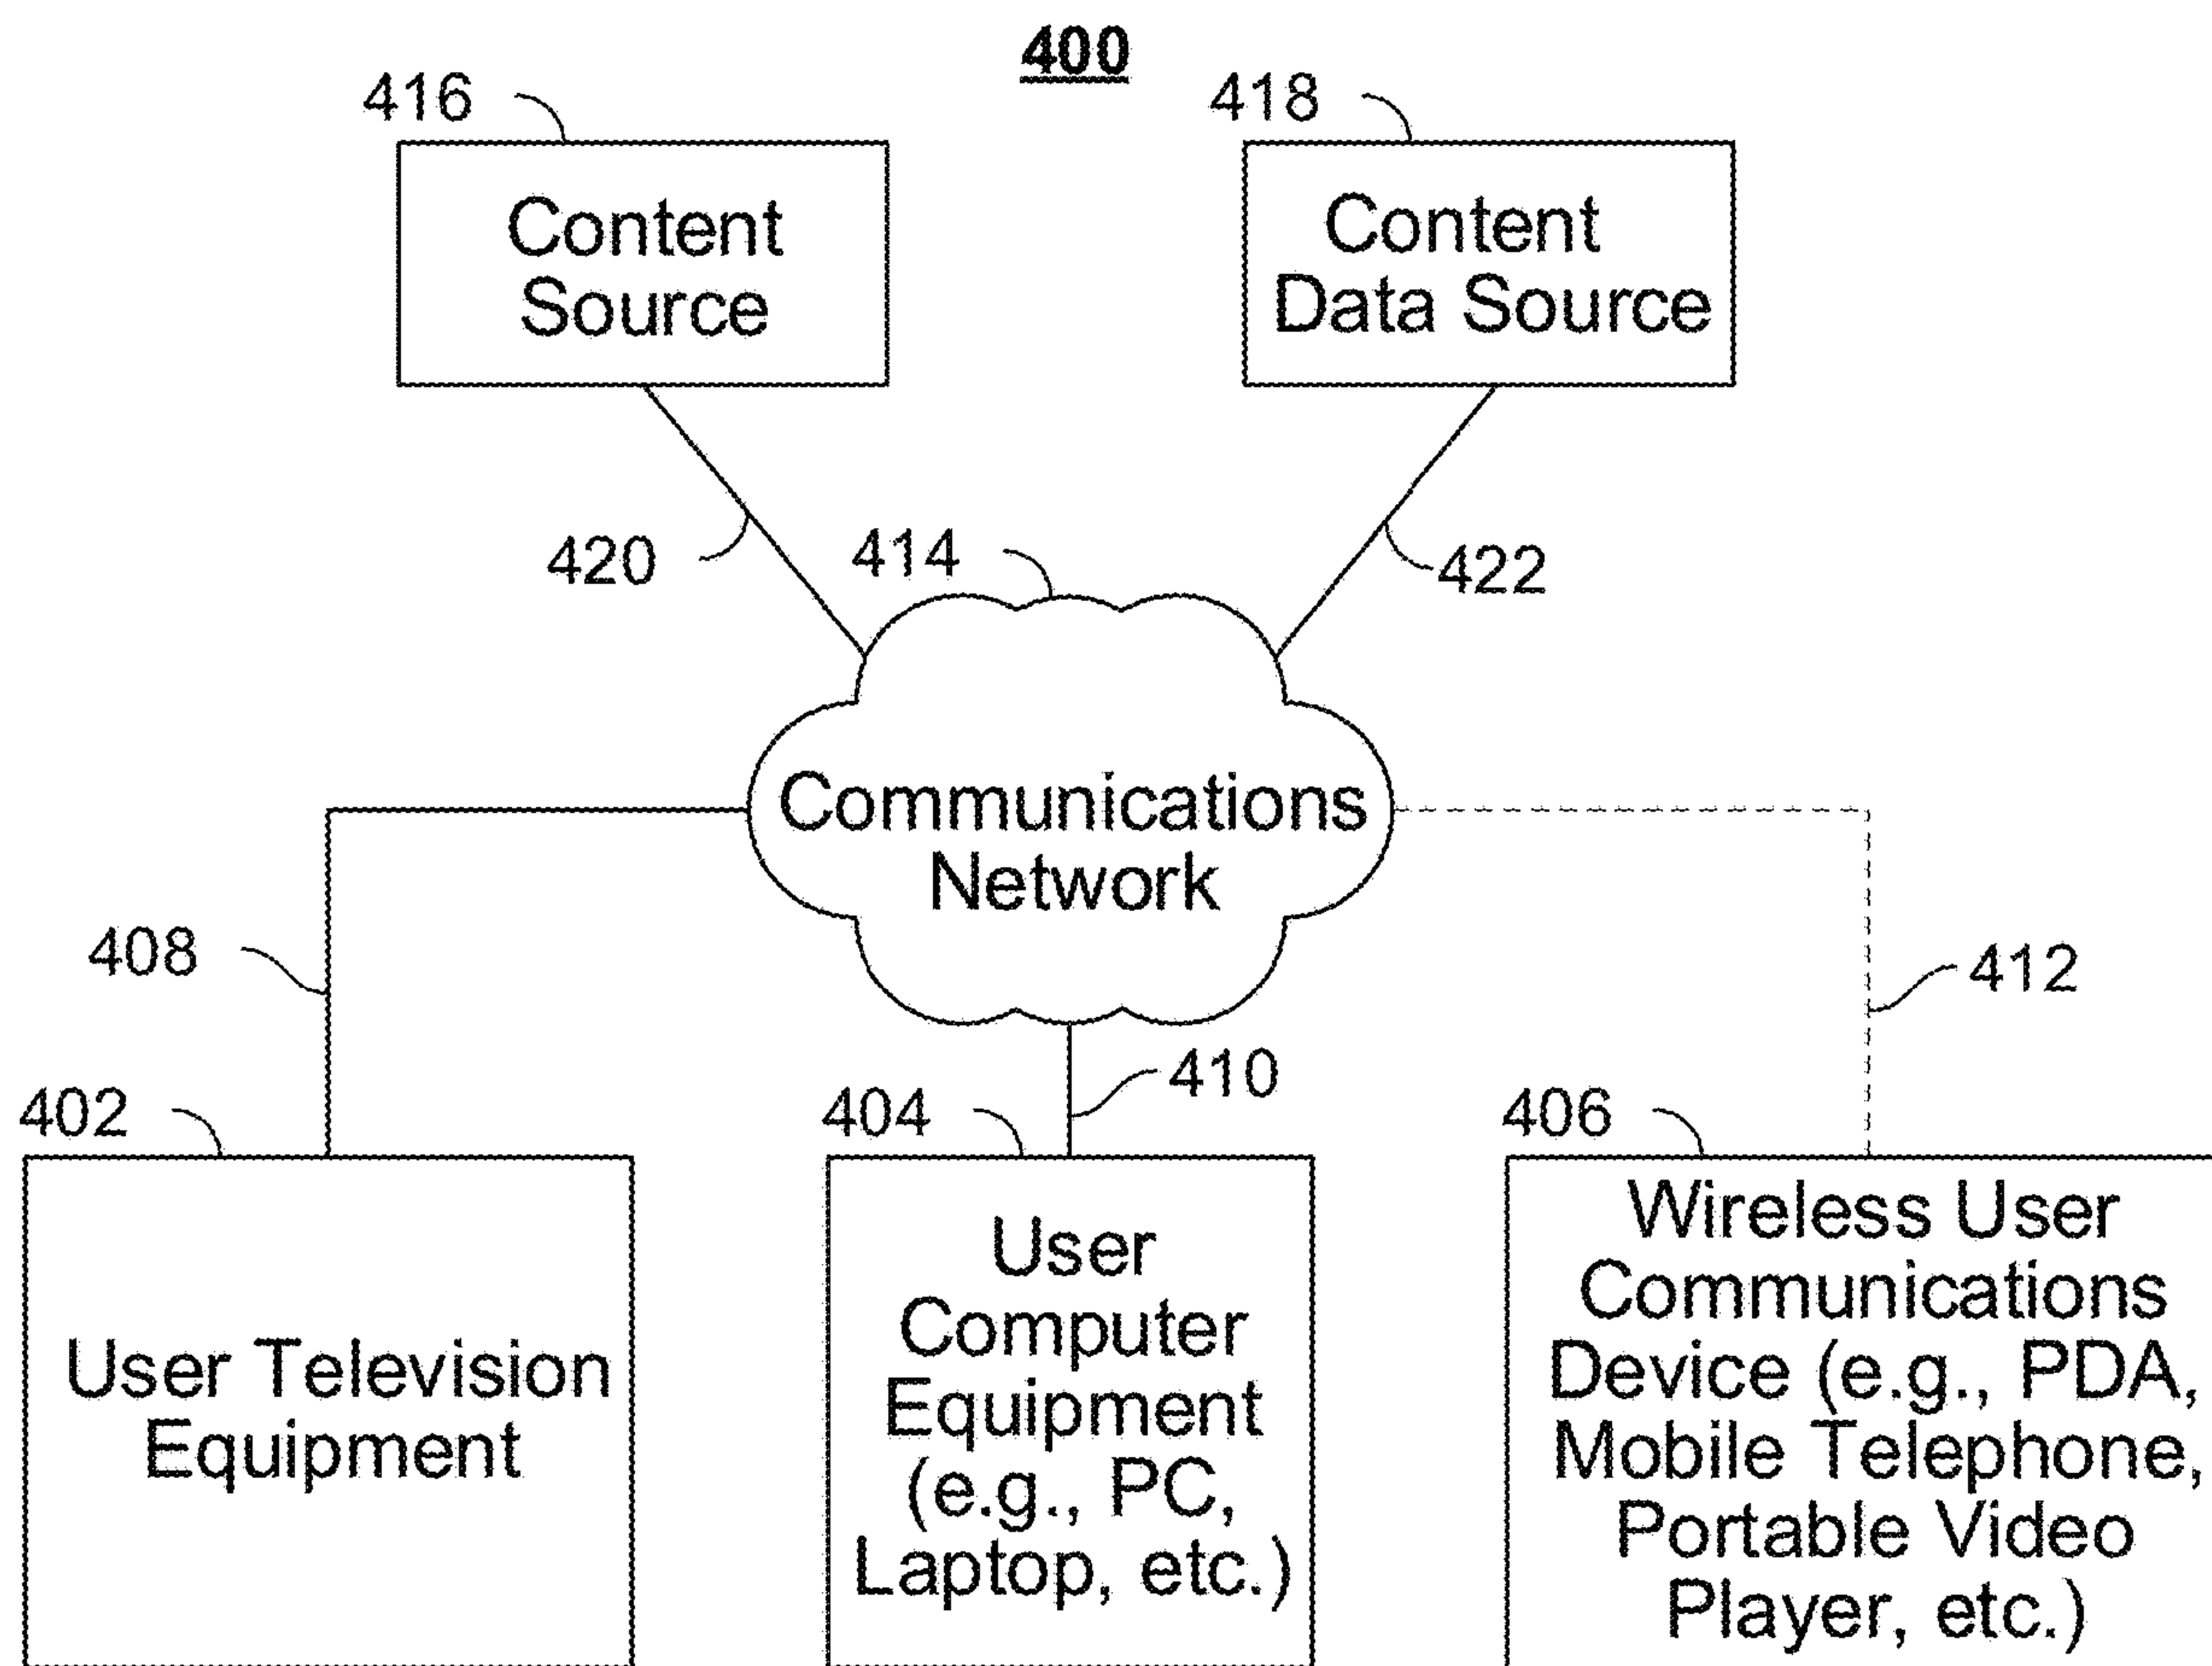 400
416
418
Content
Source
Content
Data Source
420
414
422
Communications
Network
408
412
410
402
404
406
User Television
Equipment
User
Computer
Equipment
(e.g., PC,
Laptop, etc.)
Wireless User
Communications
Device (e.g., PDA,
Mobile Telephone,
Portable Video
Player, etc.)